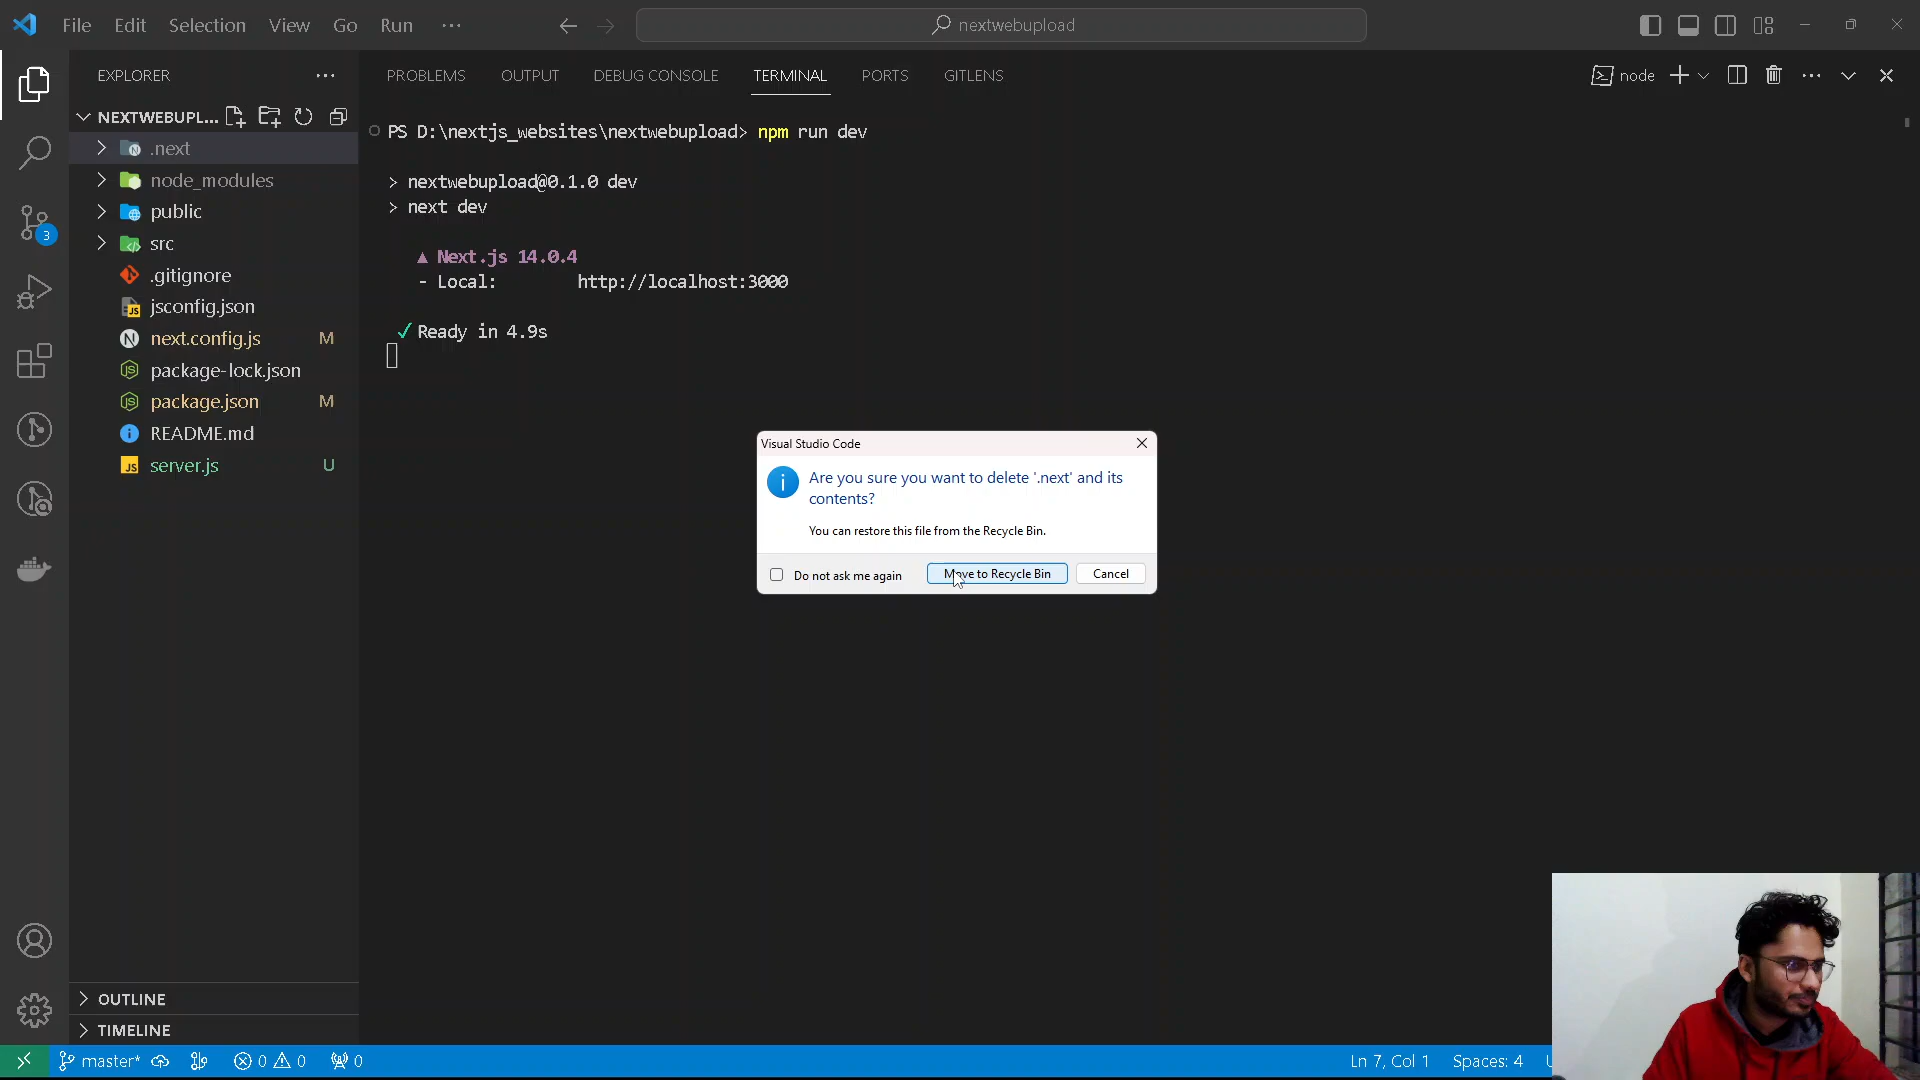 File Edit Selection View Go Run ···
nextwebupload
EXPLORER ···
NEXTWEBUPL...
.next
node_modules
public
src
.gitignore
jsconfig.json
next.config.js M
package-lock.json
package.json M
README.md
server.js U
OUTLINE
TIMELINE
3
PROBLEMS OUTPUT DEBUG CONSOLE TERMINAL PORTS GITLENS
node
PS D:\nextjs_websites\nextwebupload> npm run dev
> nextwebupload@0.1.0 dev
> next dev
▲ Next.js 14.0.4
- Local: http://localhost:3000
✓ Ready in 4.9s
Visual Studio Code
Are you sure you want to delete '.next' and its
contents?
You can restore this file from the Recycle Bin.
Do not ask me again
Move to Recycle Bin
Cancel
master* 0 0 0
Ln 7, Col 1 Spaces: 4